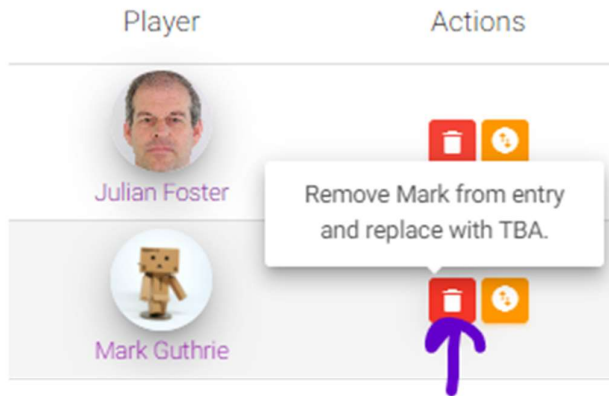 Player Actions
Julian Foster
Remove Mark from entry
and replace with TBA.
Mark Guthrie